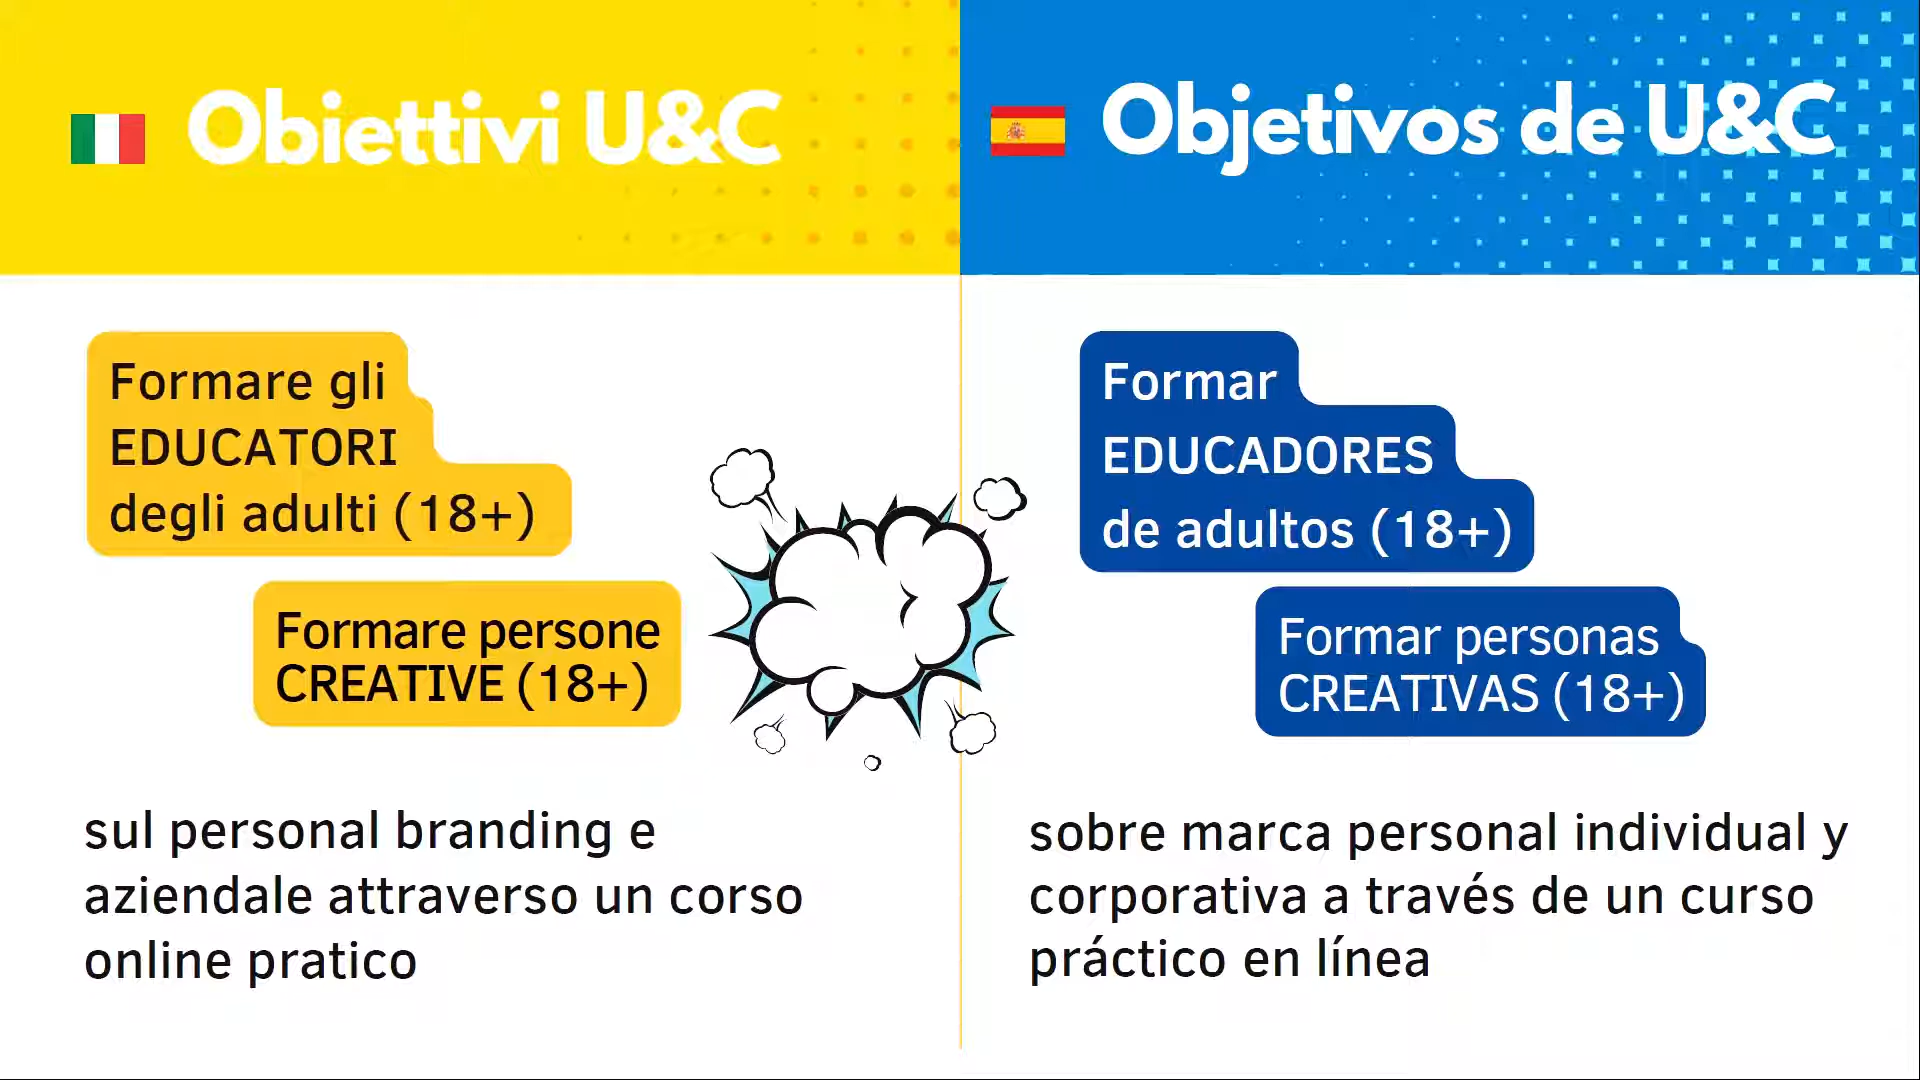 Obiettivi U&C
Formare gli
EDUCATORI
degli adulti (18+)
Formare persone
CREATIVE (18+)
sul personal branding e
aziendale attraverso un corso
online pratico
Objetivos de U&C
Formar
EDUCADORES
de adultos (18+)
Formar personas
CREATIVAS (18+)
sobre marca personal individual y
corporativa a través de un curso
práctico en línea